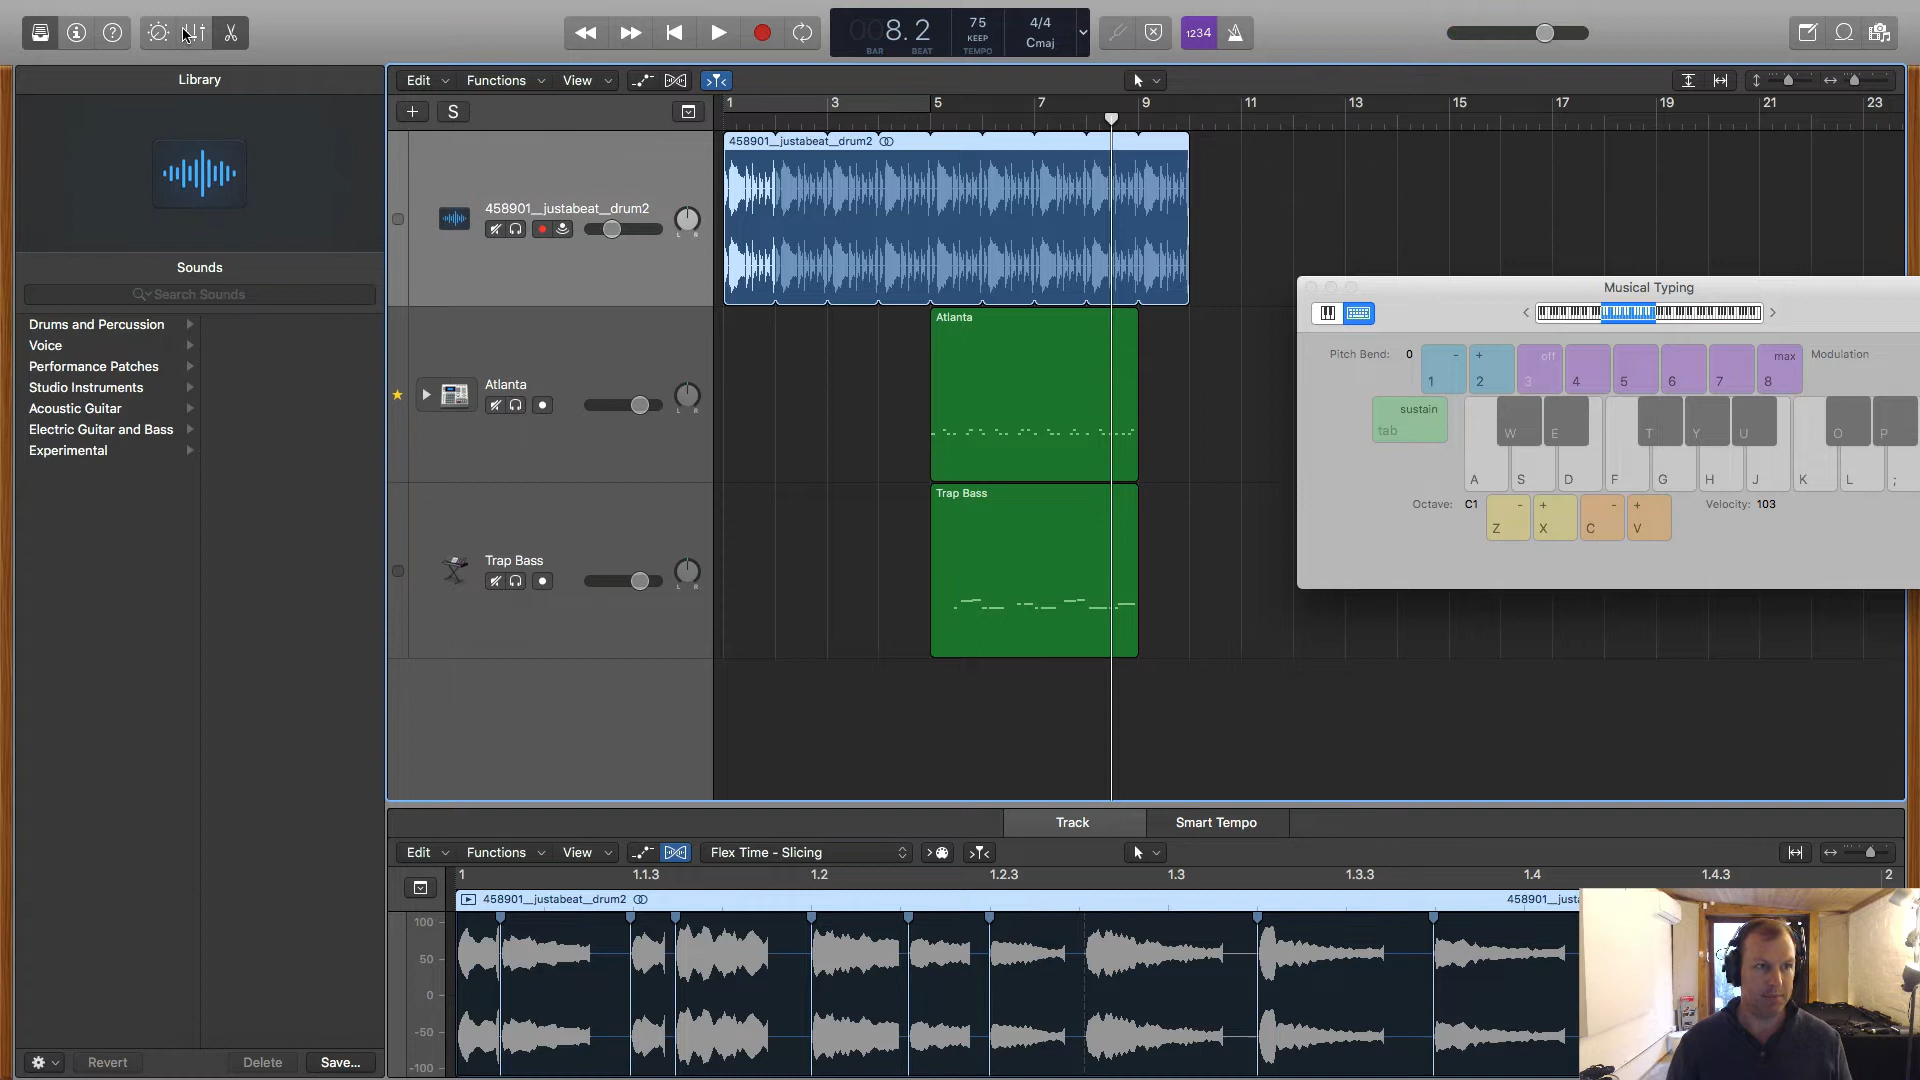 8.2
BAR
BEAT
75
KEEP
TEMPO
4/4
Cmaj
1234
Library
Edit
Functions
View
S
1
3
5
7
9
11
13
15
17
19
21
23
Sounds
Search Sounds
Drums and Percussion
Voice
Performance Patches
Studio Instruments
Acoustic Guitar
Electric Guitar and Bass
Experimental
458901__justabeat__drum2
L R
458901__justabeat__drum2
Atlanta
L R
Atlanta
Trap Bass
L R
Trap Bass
Musical Typing
Pitch Bend: 0
-
1
+
2
off
3
4
5
6
7
max
8
Modulation
sustain
tab
W
E
T
Y
U
O
P
A
S
D
F
G
H
J
K
L
;
Octave: C1
-
Z
+
X
-
C
+
V
Velocity: 103
Track
Smart Tempo
Edit
Functions
View
Flex Time - Slicing
1
1.1.3
1.2
1.2.3
1.3
1.3.3
1.4
1.4.3
2
458901__justabeat__drum2
458901__justa
100
50
0
-50
-100
Revert
Delete
Save...